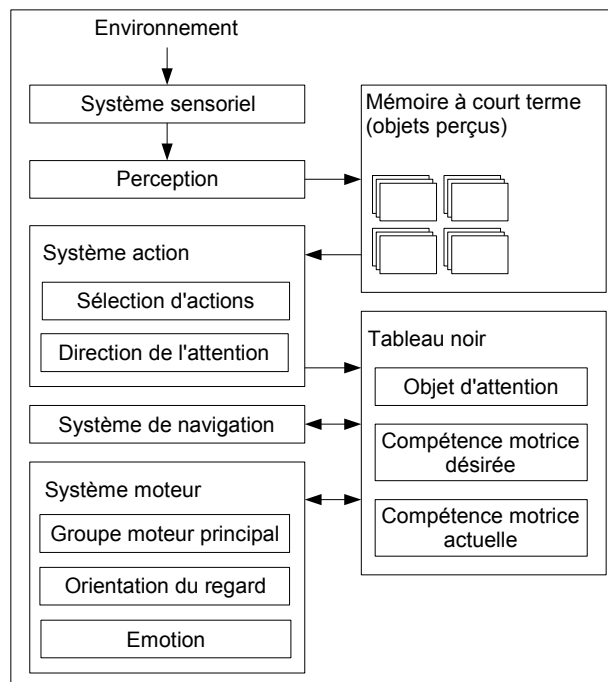 Environnement
Système sensoriel
Perception
Mémoire à court terme
(objets perçus)
Système action
Sélection d'actions
Direction de l'attention
Tableau noir
Objet d'attention
Système de navigation
Compétence motrice
désirée
Système moteur
Groupe moteur principal
Compétence motrice
actuelle
Orientation du regard
Emotion